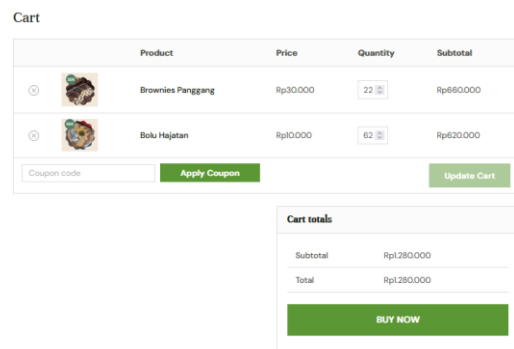 Cart
Product Price Quantity Subtotal
Brownies Panggang Rp30.000 22 Rp660.000
Bolu Hajatan Rp10.000 62 Rp620.000
Coupon code Apply Coupon Update Cart
Cart totals
Subtotal Rp1.280.000
Total Rp1.280.000
BUY NOW